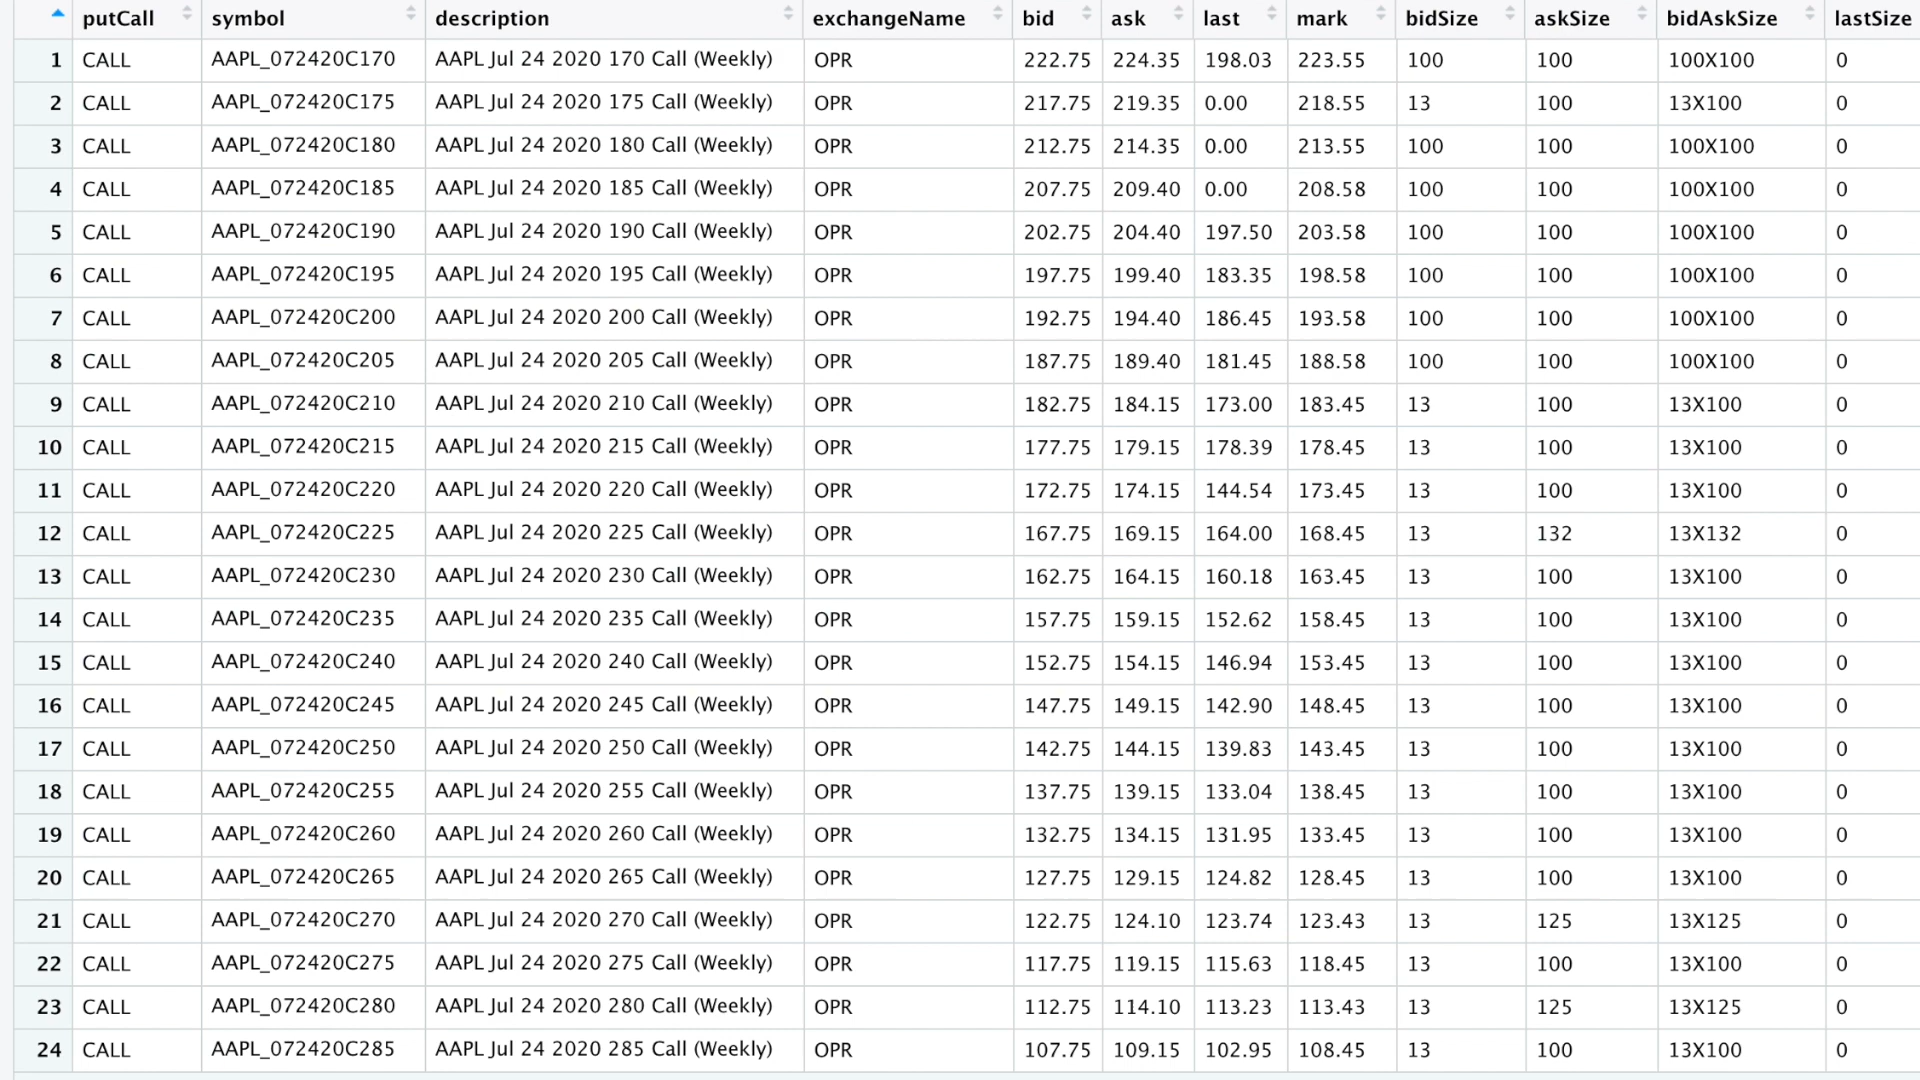 putCall symbol description exchangeName bid ask last mark bidSize askSize bidAskSize lastSize
1 CALL AAPL_072420C170 AAPL Jul 24 2020 170 Call (Weekly) OPR 222.75 224.35 198.03 223.55 100 100 100X100 0
2 CALL AAPL_072420C175 AAPL Jul 24 2020 175 Call (Weekly) OPR 217.75 219.35 0.00 218.55 13 100 13X100 0
3 CALL AAPL_072420C180 AAPL Jul 24 2020 180 Call (Weekly) OPR 212.75 214.35 0.00 213.55 100 100 100X100 0
4 CALL AAPL_072420C185 AAPL Jul 24 2020 185 Call (Weekly) OPR 207.75 209.40 0.00 208.58 100 100 100X100 0
5 CALL AAPL_072420C190 AAPL Jul 24 2020 190 Call (Weekly) OPR 202.75 204.40 197.50 203.58 100 100 100X100 0
6 CALL AAPL_072420C195 AAPL Jul 24 2020 195 Call (Weekly) OPR 197.75 199.40 183.35 198.58 100 100 100X100 0
7 CALL AAPL_072420C200 AAPL Jul 24 2020 200 Call (Weekly) OPR 192.75 194.40 186.45 193.58 100 100 100X100 0
8 CALL AAPL_072420C205 AAPL Jul 24 2020 205 Call (Weekly) OPR 187.75 189.40 181.45 188.58 100 100 100X100 0
9 CALL AAPL_072420C210 AAPL Jul 24 2020 210 Call (Weekly) OPR 182.75 184.15 173.00 183.45 13 100 13X100 0
10 CALL AAPL_072420C215 AAPL Jul 24 2020 215 Call (Weekly) OPR 177.75 179.15 178.39 178.45 13 100 13X100 0
11 CALL AAPL_072420C220 AAPL Jul 24 2020 220 Call (Weekly) OPR 172.75 174.15 144.54 173.45 13 100 13X100 0
12 CALL AAPL_072420C225 AAPL Jul 24 2020 225 Call (Weekly) OPR 167.75 169.15 164.00 168.45 13 132 13X132 0
13 CALL AAPL_072420C230 AAPL Jul 24 2020 230 Call (Weekly) OPR 162.75 164.15 160.18 163.45 13 100 13X100 0
14 CALL AAPL_072420C235 AAPL Jul 24 2020 235 Call (Weekly) OPR 157.75 159.15 152.62 158.45 13 100 13X100 0
15 CALL AAPL_072420C240 AAPL Jul 24 2020 240 Call (Weekly) OPR 152.75 154.15 146.94 153.45 13 100 13X100 0
16 CALL AAPL_072420C245 AAPL Jul 24 2020 245 Call (Weekly) OPR 147.75 149.15 142.90 148.45 13 100 13X100 0
17 CALL AAPL_072420C250 AAPL Jul 24 2020 250 Call (Weekly) OPR 142.75 144.15 139.83 143.45 13 100 13X100 0
18 CALL AAPL_072420C255 AAPL Jul 24 2020 255 Call (Weekly) OPR 137.75 139.15 133.04 138.45 13 100 13X100 0
19 CALL AAPL_072420C260 AAPL Jul 24 2020 260 Call (Weekly) OPR 132.75 134.15 131.95 133.45 13 100 13X100 0
20 CALL AAPL_072420C265 AAPL Jul 24 2020 265 Call (Weekly) OPR 127.75 129.15 124.82 128.45 13 100 13X100 0
21 CALL AAPL_072420C270 AAPL Jul 24 2020 270 Call (Weekly) OPR 122.75 124.10 123.74 123.43 13 125 13X125 0
22 CALL AAPL_072420C275 AAPL Jul 24 2020 275 Call (Weekly) OPR 117.75 119.15 115.63 118.45 13 100 13X100 0
23 CALL AAPL_072420C280 AAPL Jul 24 2020 280 Call (Weekly) OPR 112.75 114.10 113.23 113.43 13 125 13X125 0
24 CALL AAPL_072420C285 AAPL Jul 24 2020 285 Call (Weekly) OPR 107.75 109.15 102.95 108.45 13 100 13X100 0